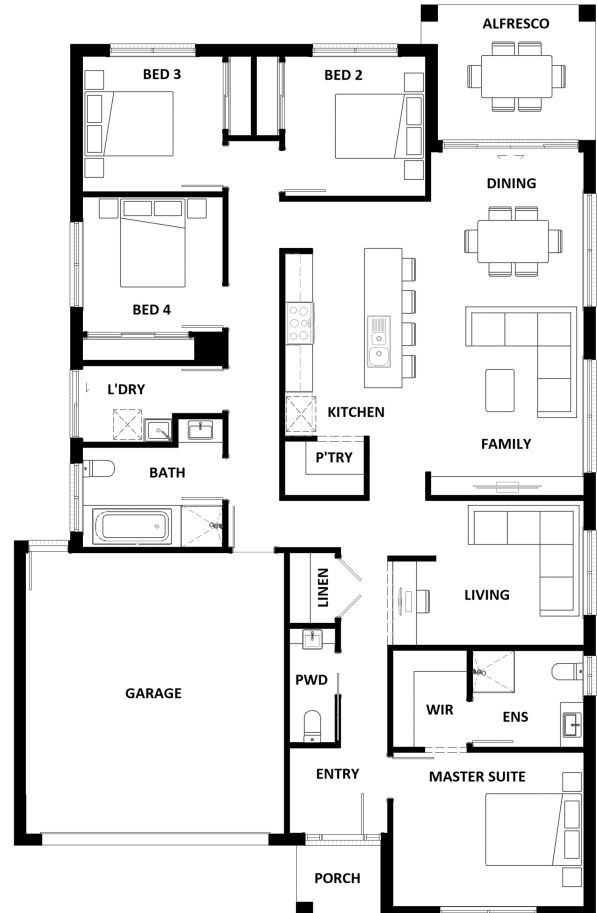 ALFRESCO
BED 3
BED 2
DINING
BED 4
L'DRY
KITCHEN
FAMILY
P'TRY
BATH
LINEN
LIVING
PWD
GARAGE
WIR
ENS
ENTRY
MASTER SUITE
PORCH